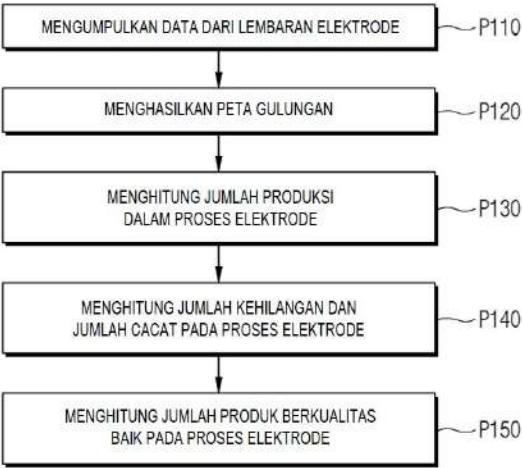 MENGUMPULKAN DATA DARI LEMBARAN ELEKTRODE
P110
MENGHASILKAN PETA GULUNGAN
P120
MENGHITUNG JUMLAH PRODUKSI
DALAM PROSES ELEKTRODE
P130
MENGHITUNG JUMLAH KEHILANGAN DAN
JUMLAH CACAT PADA PROSES ELEKTRODE
P140
MENGHITUNG JUMLAH PRODUK BERKUALITAS
BAIK PADA PROSES ELEKTRODE
P150